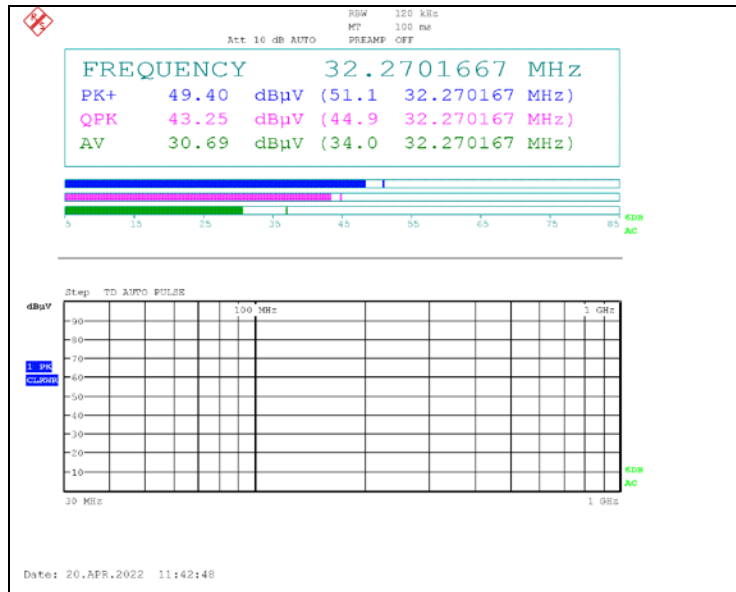 RBW 120 kHz
MT 100 ms
Att 10 dB AUTO PREAMP OFF
FREQUENCY 32.2701667 MHz
PK+ 49.40 dBµV (51.1 32.270167 MHz)
QPK 43.25 dBµV (44.9 32.270167 MHz)
AV 30.69 dBµV (34.0 32.270167 MHz)
5 15 25 35 45 55 65 75 85
6DB
AC
Step TD AUTO PULSE
dBµV
100 MHz 1 GHz
90
80
70
1 PK
60
CLRWR
50
40
30
20
10
6DB
AC
30 MHz 1 GHz
Date: 20.APR.2022 11:42:48